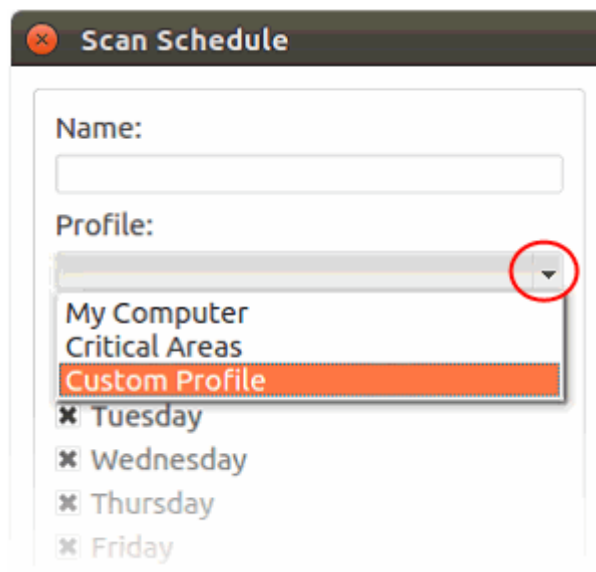 Scan Schedule
Name:
Profile:
My Computer
Critical Areas
Custom Profile
Tuesday
Wednesday
Thursday
Friday